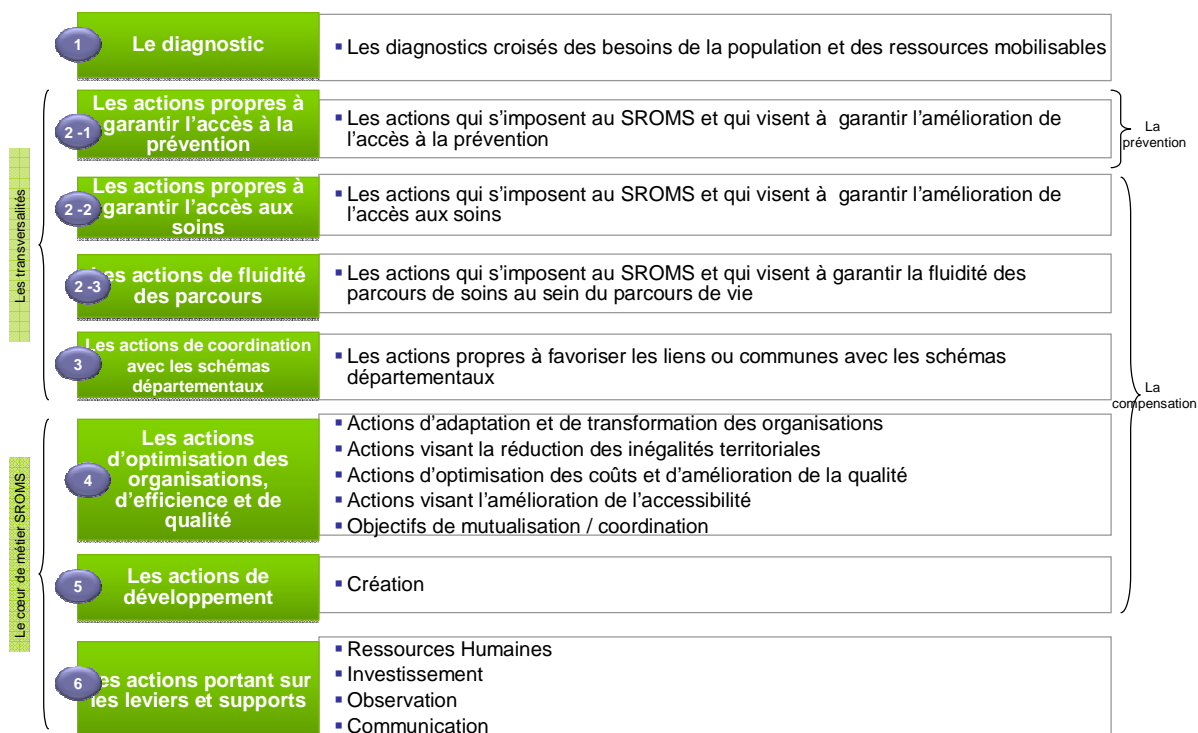 1
Le diagnostic
▪ Les diagnostics croisés des besoins de la population et des ressources mobilisables
Les transversalités
2 -1
Les actions propres à
garantir l'accès à la
prévention
▪ Les actions qui s'imposent au SROMS et qui visent à  garantir l'amélioration de
l'accès à la prévention
La
prévention
2 -2
Les actions propres à
garantir l'accès aux
soins
▪ Les actions qui s'imposent au SROMS et qui visent à  garantir l'amélioration de
l'accès aux soins
2 -3
Les actions de fluidité
des parcours
▪ Les actions qui s'imposent au SROMS et qui visent à garantir la fluidité des
parcours de soins au sein du parcours de vie
3
Les actions de coordination
avec les schémas
départementaux
▪ Les actions propres à favoriser les liens ou communes avec les schémas
départementaux
La
compensation
Le cœur de métier SROMS
4
Les actions
d'optimisation des
organisations,
d'efficience et de
qualité
▪ Actions d'adaptation et de transformation des organisations
▪ Actions visant la réduction des inégalités territoriales
▪ Actions d'optimisation des coûts et d'amélioration de la qualité
▪ Actions visant l'amélioration de l'accessibilité
▪ Objectifs de mutualisation / coordination
5
Les actions de
développement
▪ Création
6
Les actions portant sur
les leviers et supports
▪ Ressources Humaines
▪ Investissement
▪ Observation
▪ Communication